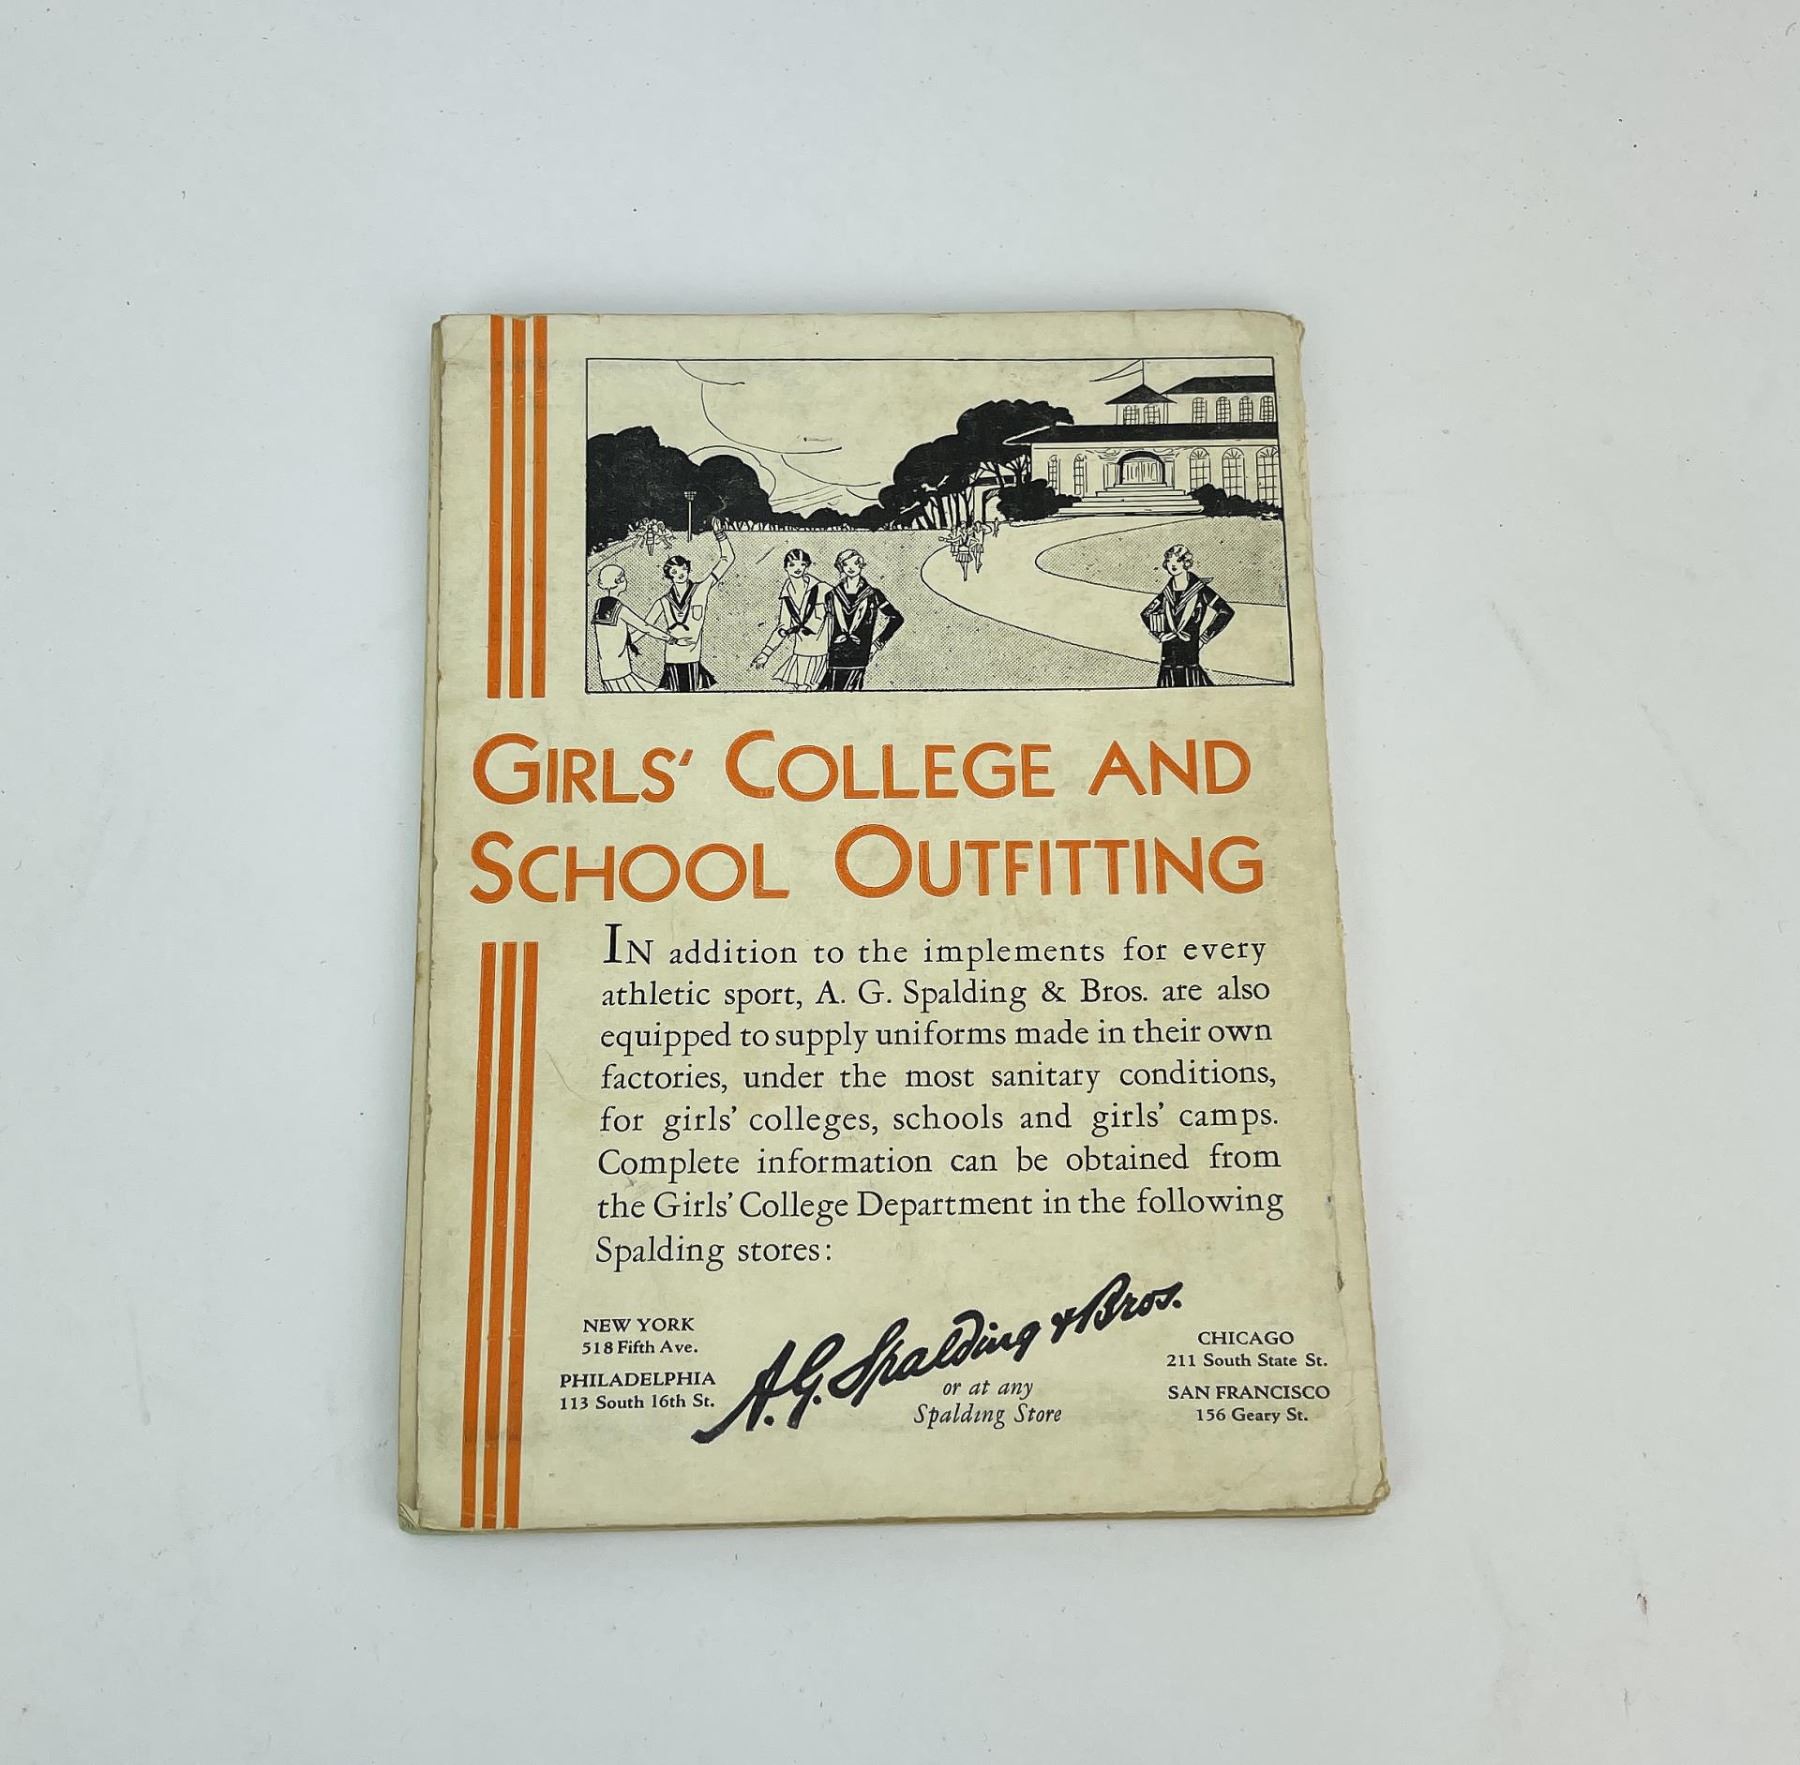 GIRLS' COLLEGE AND
SCHOOL OUTFITTING
IN addition to the implements for every
athletic sport, A. G. Spalding & Bros. are also
equipped to supply uniforms made in their own
factories, under the most sanitary conditions,
for girls' colleges, schools and girls' camps.
Complete information can be obtained from
the Girls' College Department in the following
Spalding stores:
NEW YORK
518 Fifth Ave.
PHILADELPHIA
113 South 16th St.
A.G. Spalding & Bros.
or at any
Spalding Store
CHICAGO
211 South State St.
SAN FRANCISCO
156 Geary St.